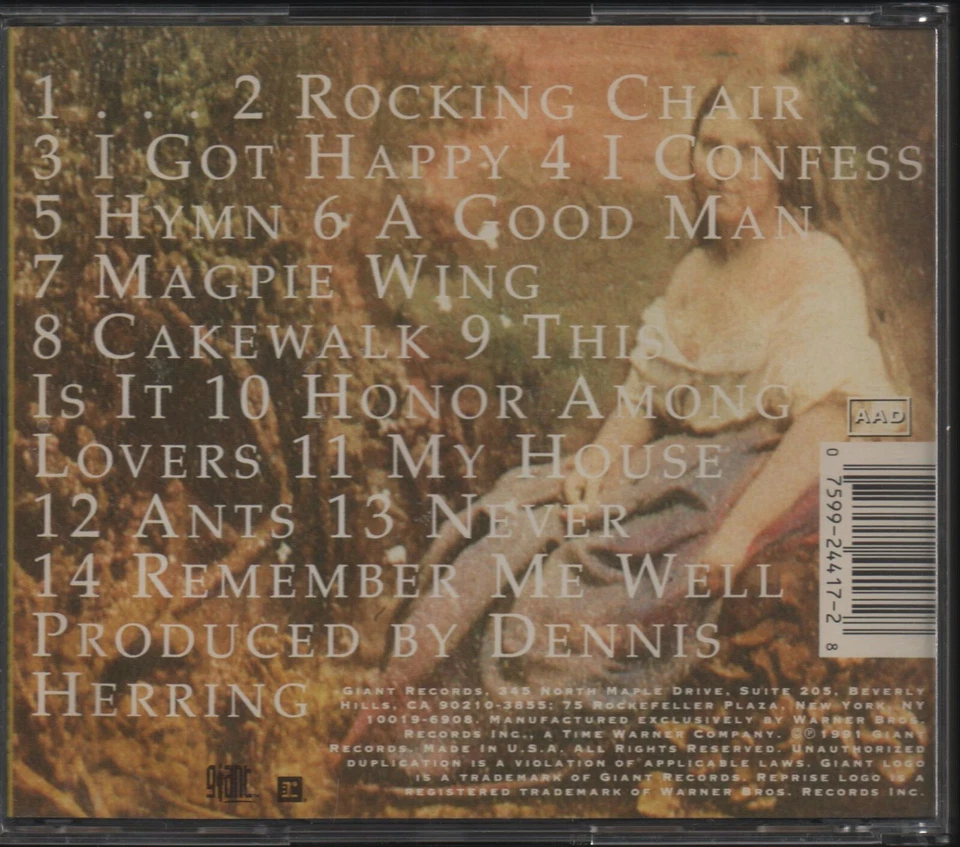 1 . . . 2 ROCKING CHAIR
3 I GOT HAPPY 4 I CONFESS
5 HYMN 6 A GOOD MAN
7 MAGPIE WING
8 CAKEWALK 9 THIS
IS IT 10 HONOR AMONG
LOVERS 11 MY HOUSE
12 ANTS 13 NEVER
14 REMEMBER ME WELL
PRODUCED BY DENNIS
HERRING
AAD
0 7599-24417-2 8
GIANT RECORDS, 345 NORTH MAPLE DRIVE, SUITE 205, BEVERLY
HILLS, CA 90210-3855; 75 ROCKEFELLER PLAZA, NEW YORK, NY
10019-6908. MANUFACTURED EXCLUSIVELY BY WARNER BROS.
RECORDS INC., A TIME WARNER COMPANY. ©℗1991 GIANT
RECORDS. MADE IN U.S.A. ALL RIGHTS RESERVED. UNAUTHORIZED
DUPLICATION IS A VIOLATION OF APPLICABLE LAWS. GIANT LOGO
IS A TRADEMARK OF GIANT RECORDS. REPRISE LOGO IS A
REGISTERED TRADEMARK OF WARNER BROS. RECORDS INC.
giant